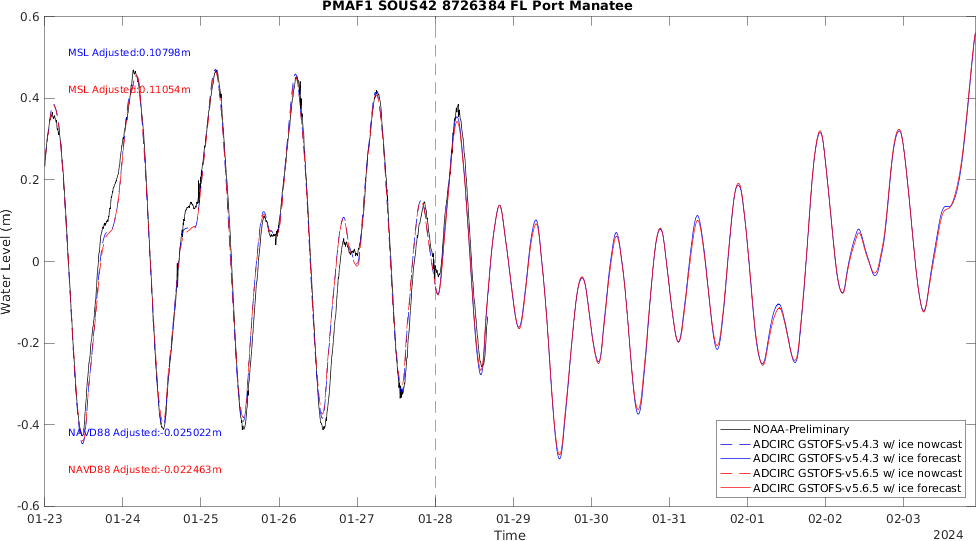 PMAF1 SOUS42 8726384 FL Port Manatee
0.6
0.4
0.2
0
-0.2
-0.4
-0.6
Water Level (m)
MSL Adjusted:0.10798m
MSL Adjusted:0.11054m
NAVD88 Adjusted:-0.025022m
NAVD88 Adjusted:-0.022463m
NOAA-Preliminary
ADCIRC GSTOFS-v5.4.3 w/ ice nowcast
ADCIRC GSTOFS-v5.4.3 w/ ice forecast
ADCIRC GSTOFS-v5.6.5 w/ ice nowcast
ADCIRC GSTOFS-v5.6.5 w/ ice forecast
01-23 01-24 01-25 01-26 01-27 01-28 01-29 01-30 01-31 02-01 02-02 02-03
Time
2024